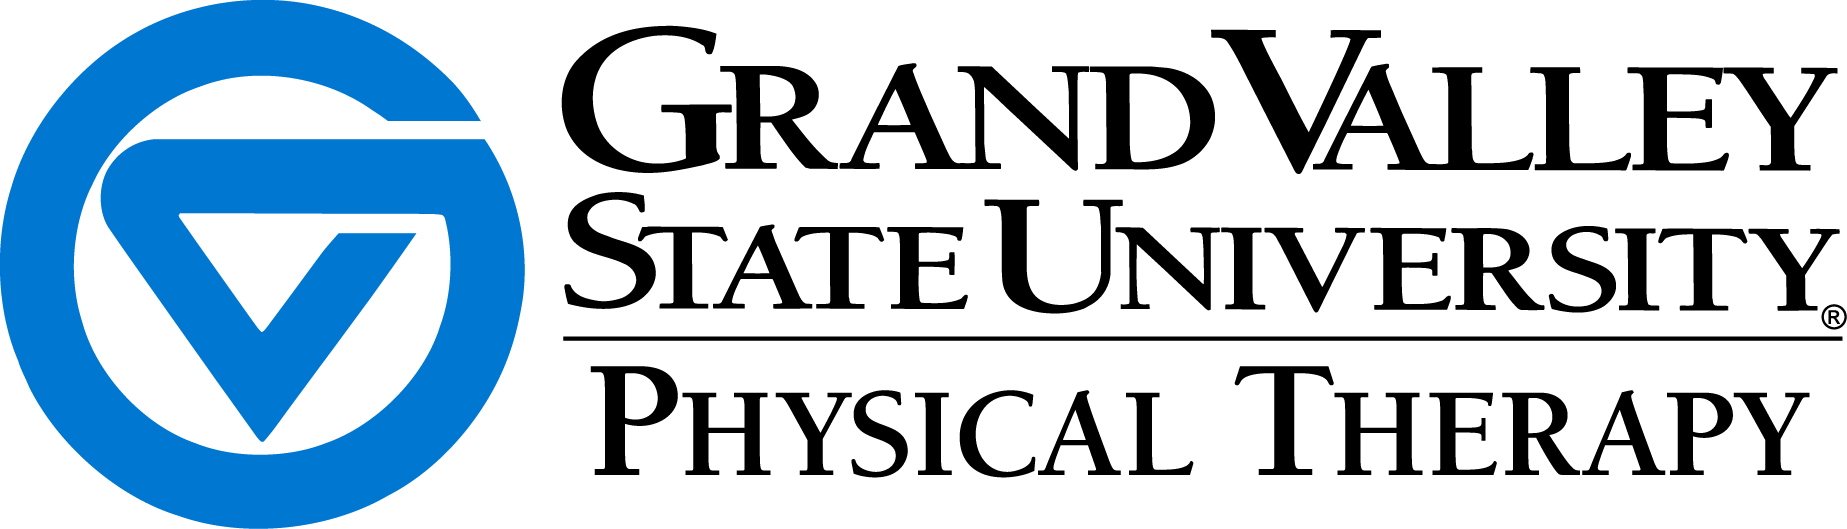 GRAND VALLEY
STATE UNIVERSITY®
PHYSICAL THERAPY